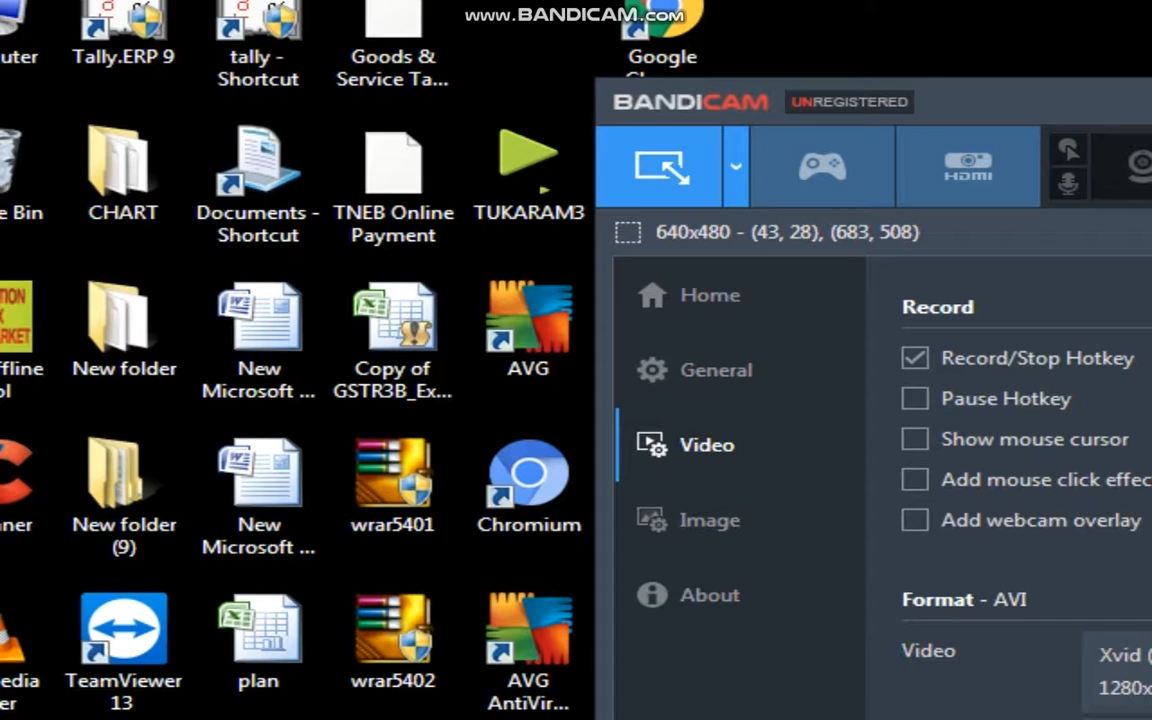 www.BANDICAM.com
uter
Tally.ERP 9
tally -
Shortcut
Goods &
Service Ta...
Google
BANDICAM UNREGISTERED
HDMI
e Bin
CHART
Documents -
Shortcut
TNEB Online
Payment
TUKARAM3
640x480 - (43, 28), (683, 508)
TION
X
MARKET
ffline
ol
New folder
New
Microsoft ...
Copy of
GSTR3B_Ex...
AVG
Home
General
Video
Image
About
Record
Record/Stop Hotkey
Pause Hotkey
Show mouse cursor
Add mouse click effec
Add webcam overlay
Format - AVI
Video
Xvid (
1280x
ner
New folder
(9)
New
Microsoft ...
wrar5401
Chromium
pedia
er
TeamViewer
13
plan
wrar5402
AVG
AntiVir...